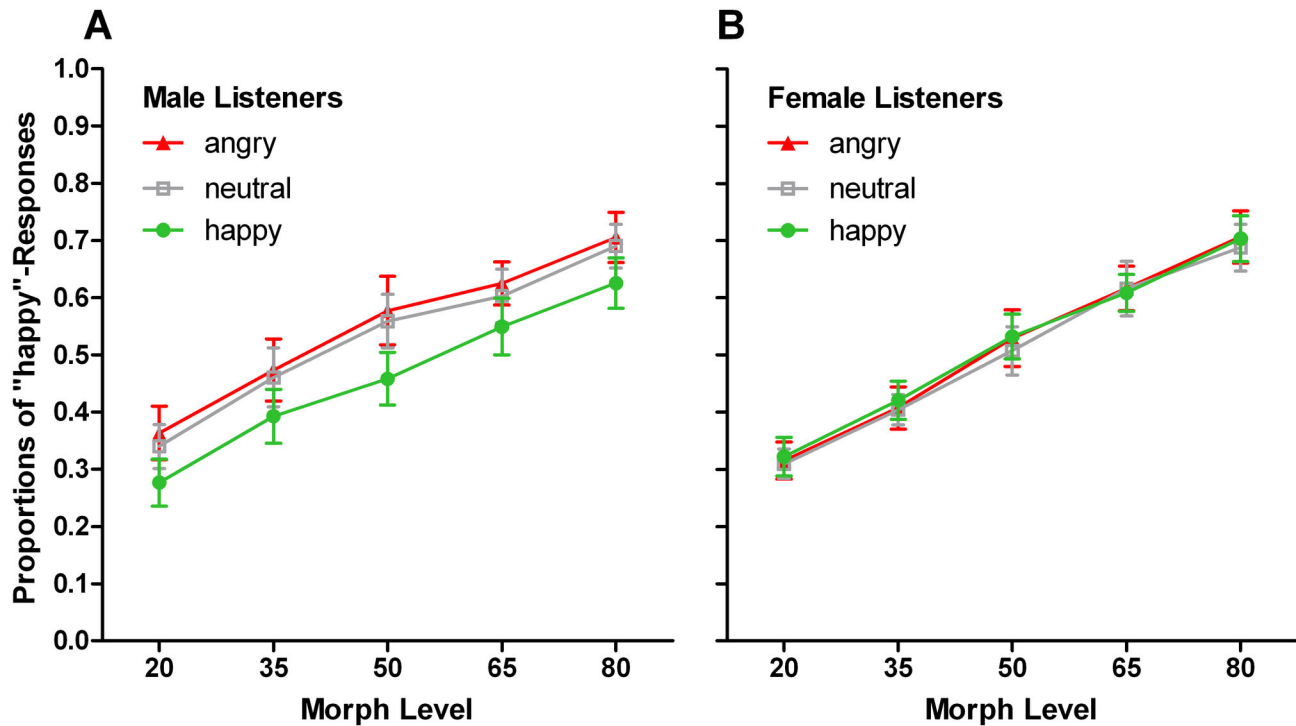 A
Proportions of "happy"-Responses
1.0
0.9
0.8
0.7
0.6
0.5
0.4
0.3
0.2
0.1
0.0
Male Listeners
angry
neutral
happy
20 35 50 65 80
Morph Level
B
Female Listeners
angry
neutral
happy
20 35 50 65 80
Morph Level